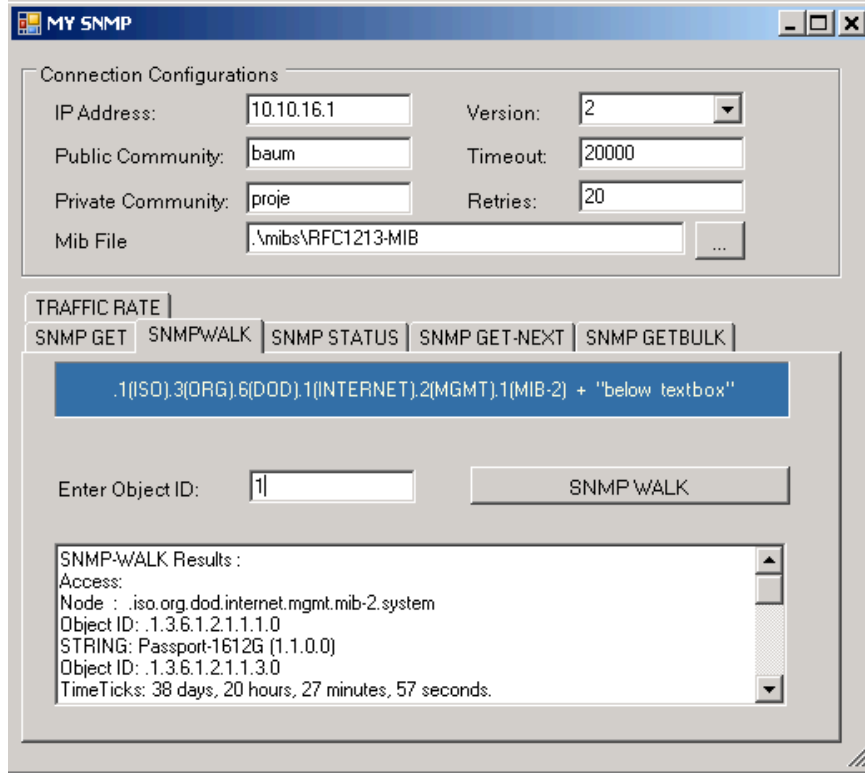 MY SNMP
Connection Configurations
IP Address: 10.10.16.1 Version: 2
Public Community: baum Timeout: 20000
Private Community: proje Retries: 20
Mib File .\mibs\RFC1213-MIB ...
TRAFFIC RATE
SNMP GET SNMPWALK SNMP STATUS SNMP GET-NEXT SNMP GETBULK
.1(ISO).3(ORG).6(DOD).1(INTERNET).2(MGMT).1(MIB-2) + "below textbox"
Enter Object ID: 1 SNMP WALK
SNMP-WALK Results :
Access:
Node : .iso.org.dod.internet.mgmt.mib-2.system
Object ID: .1.3.6.1.2.1.1.1.0
STRING: Passport-1612G (1.1.0.0)
Object ID: .1.3.6.1.2.1.1.3.0
TimeTicks: 38 days, 20 hours, 27 minutes, 57 seconds.